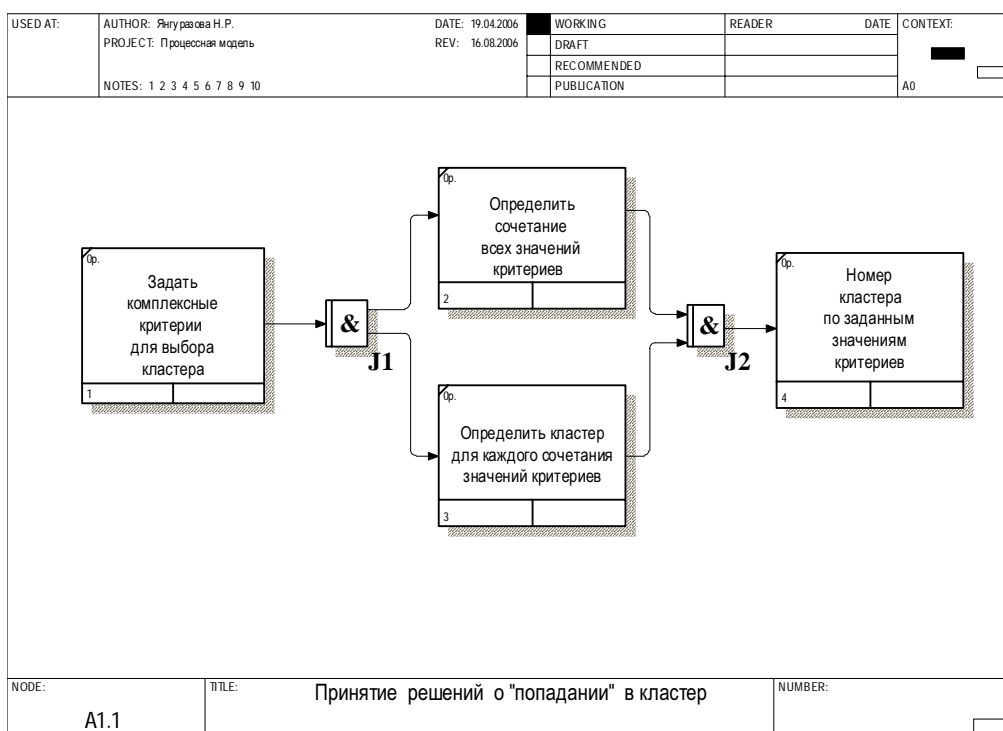 USED AT:
AUTHOR: Янгуразова Н.Р.
DATE: 19.04.2006
WORKING
READER
DATE
CONTEXT:
PROJECT: Процессная модель
REV: 16.08.2006
DRAFT
RECOMMENDED
NOTES: 1 2 3 4 5 6 7 8 9 10
PUBLICATION
A0
0р.
Задать
комплексные
критерии
для выбора
кластера
1
&
J1
0р.
Определить
сочетание
всех значений
критериев
2
0р.
Определить кластер
для каждого сочетания
значений критериев
3
&
J2
0р.
Номер
кластера
по заданным
значениям
критериев
4
NODE:
A1.1
TITLE:
Принятие решений о "попадании" в кластер
NUMBER: